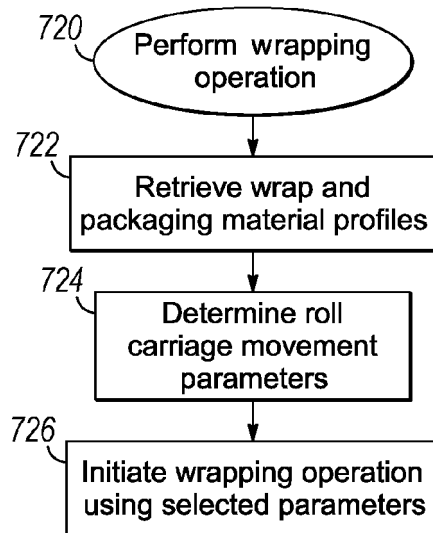 720
Perform wrapping
operation
722
Retrieve wrap and
packaging material profiles
724
Determine roll
carriage movement
parameters
726
Initiate wrapping operation
using selected parameters